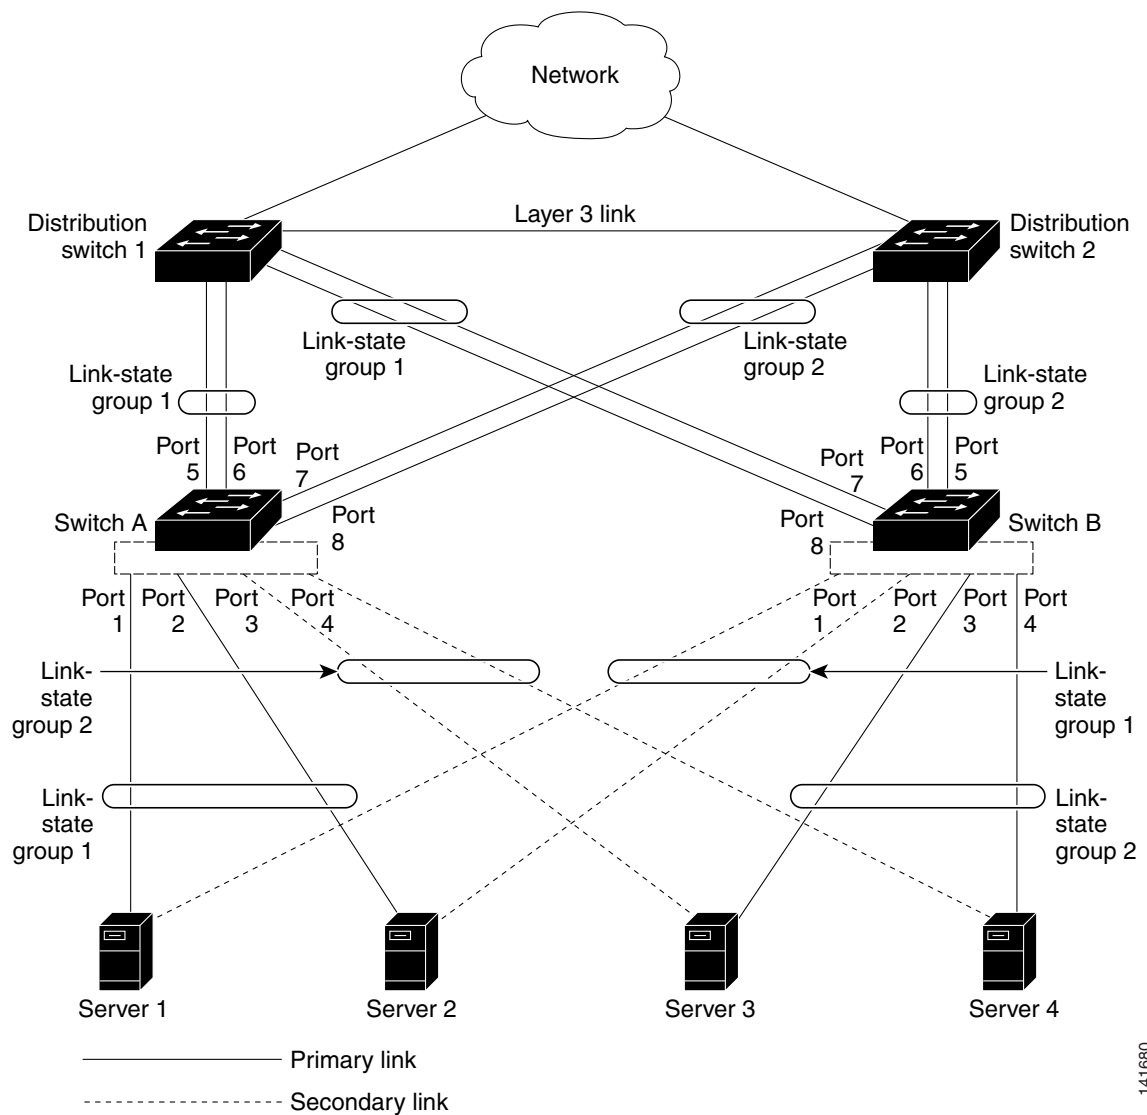 Network
Layer 3 link
Distribution
switch 1
Distribution
switch 2
Link-state
group 1
Link-state
group 2
Link-state
group 1
Link-state
group 2
Port
5
Port
6
Port
7
Port
8
Port
7
Port
6
Port
5
Port
8
Switch A
Switch B
Port
1
Port
2
Port
3
Port
4
Port
1
Port
2
Port
3
Port
4
Link-
state
group 2
Link-
state
group 1
Link-
state
group 1
Link-
state
group 2
Server 1
Server 2
Server 3
Server 4
Primary link
Secondary link
141680